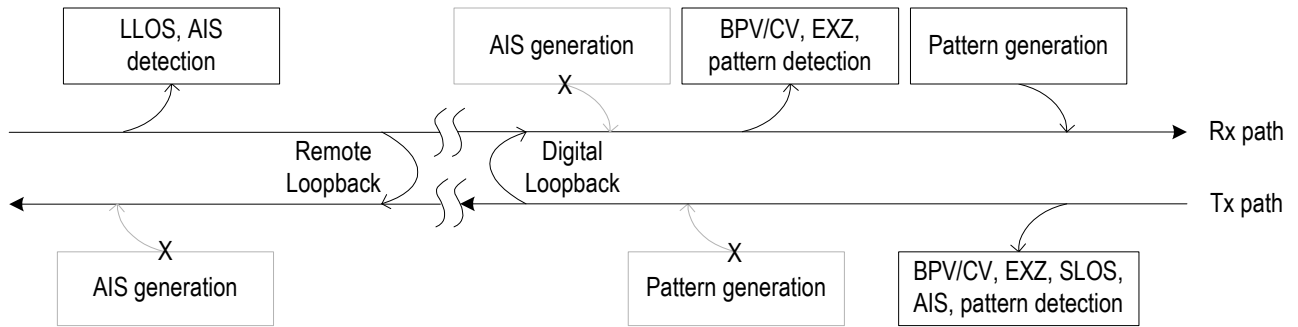 LLOS, AIS
detection
AIS generation
BPV/CV, EXZ,
pattern detection
Pattern generation
X
Rx path
Remote
Loopback
Digital
Loopback
Tx path
X
AIS generation
X
Pattern generation
BPV/CV, EXZ, SLOS,
AIS, pattern detection